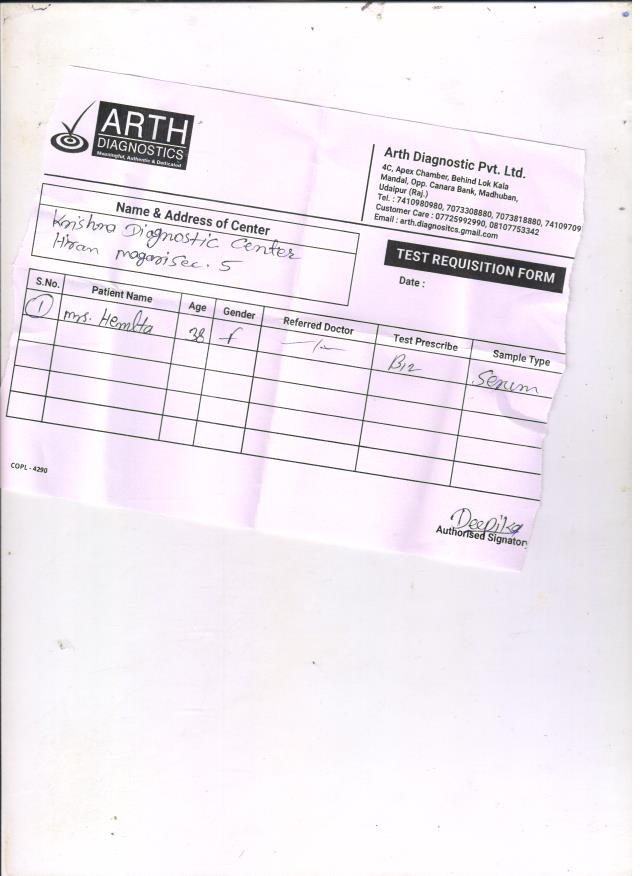 ARTH
DIAGNOSTICS
Meaningful, Authentic & Dedicated
Arth Diagnostic Pvt. Ltd.
4C, Apex Chamber, Behind Lok Kala
Mandal, Opp. Canara Bank, Madhuban,
Udaipur (Raj.)
Tel. : 7410980980, 7073308880, 7073818880, 74109709
Customer Care : 07725992990, 08107753342
Email : arth.diagnositcs.gmail.com
Name & Address of Center
Krishna Diagnostic Center
Hiran magari Sec. 5
TEST REQUISITION FORM
Date :
S.No. Patient Name Age Gender Referred Doctor Test Prescribe Sample Type
1 mrs. Hemlta 38 f B12 Serum
COPL - 4290
Deepika
Authorised Signator